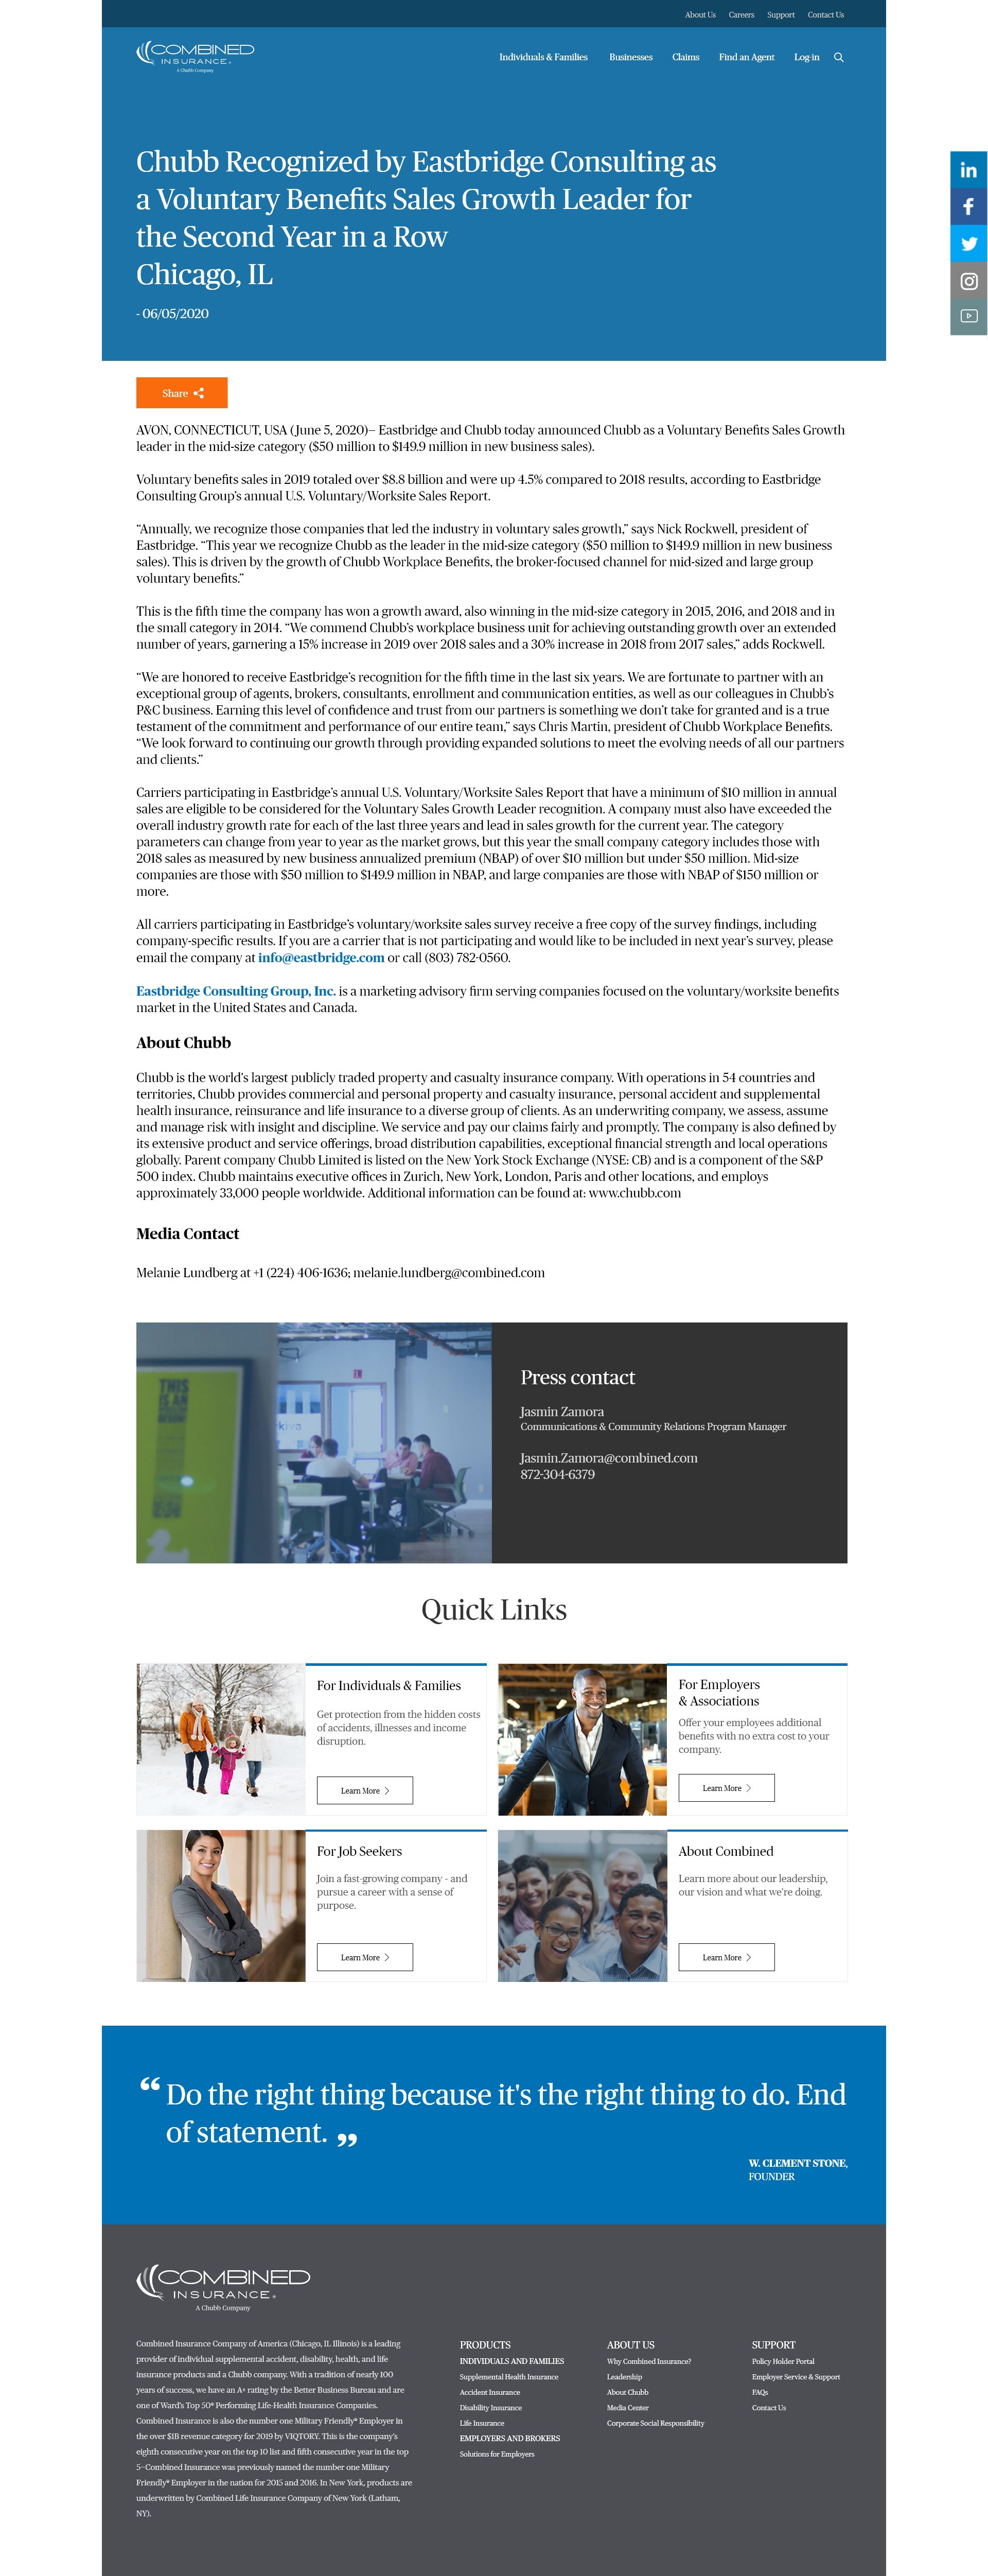 About Us Careers Support Contact Us
COMBINED
INSURANCE
A Chubb Company
Individuals & Families Businesses Claims Find an Agent Log-in
Chubb Recognized by Eastbridge Consulting as
a Voluntary Benefits Sales Growth Leader for
the Second Year in a Row
Chicago, IL
- 06/05/2020
Share
AVON, CONNECTICUT, USA (June 5, 2020)– Eastbridge and Chubb today announced Chubb as a Voluntary Benefits Sales Growth
leader in the mid-size category ($50 million to $149.9 million in new business sales).
Voluntary benefits sales in 2019 totaled over $8.8 billion and were up 4.5% compared to 2018 results, according to Eastbridge
Consulting Group’s annual U.S. Voluntary/Worksite Sales Report.
“Annually, we recognize those companies that led the industry in voluntary sales growth,” says Nick Rockwell, president of
Eastbridge. “This year we recognize Chubb as the leader in the mid-size category ($50 million to $149.9 million in new business
sales). This is driven by the growth of Chubb Workplace Benefits, the broker-focused channel for mid-sized and large group
voluntary benefits.”
This is the fifth time the company has won a growth award, also winning in the mid-size category in 2015, 2016, and 2018 and in
the small category in 2014. “We commend Chubb’s workplace business unit for achieving outstanding growth over an extended
number of years, garnering a 15% increase in 2019 over 2018 sales and a 30% increase in 2018 from 2017 sales,” adds Rockwell.
“We are honored to receive Eastbridge’s recognition for the fifth time in the last six years. We are fortunate to partner with an
exceptional group of agents, brokers, consultants, enrollment and communication entities, as well as our colleagues in Chubb’s
P&C business. Earning this level of confidence and trust from our partners is something we don’t take for granted and is a true
testament of the commitment and performance of our entire team,” says Chris Martin, president of Chubb Workplace Benefits.
“We look forward to continuing our growth through providing expanded solutions to meet the evolving needs of all our partners
and clients.”
Carriers participating in Eastbridge’s annual U.S. Voluntary/Worksite Sales Report that have a minimum of $10 million in annual
sales are eligible to be considered for the Voluntary Sales Growth Leader recognition. A company must also have exceeded the
overall industry growth rate for each of the last three years and lead in sales growth for the current year. The category
parameters can change from year to year as the market grows, but this year the small company category includes those with
2018 sales as measured by new business annualized premium (NBAP) of over $10 million but under $50 million. Mid-size
companies are those with $50 million to $149.9 million in NBAP, and large companies are those with NBAP of $150 million or
more.
All carriers participating in Eastbridge’s voluntary/worksite sales survey receive a free copy of the survey findings, including
company-specific results. If you are a carrier that is not participating and would like to be included in next year’s survey, please
email the company at info@eastbridge.com or call (803) 782-0560.
Eastbridge Consulting Group, Inc. is a marketing advisory firm serving companies focused on the voluntary/worksite benefits
market in the United States and Canada.
About Chubb
Chubb is the world's largest publicly traded property and casualty insurance company. With operations in 54 countries and
territories, Chubb provides commercial and personal property and casualty insurance, personal accident and supplemental
health insurance, reinsurance and life insurance to a diverse group of clients. As an underwriting company, we assess, assume
and manage risk with insight and discipline. We service and pay our claims fairly and promptly. The company is also defined by
its extensive product and service offerings, broad distribution capabilities, exceptional financial strength and local operations
globally. Parent company Chubb Limited is listed on the New York Stock Exchange (NYSE: CB) and is a component of the S&P
500 index. Chubb maintains executive offices in Zurich, New York, London, Paris and other locations, and employs
approximately 33,000 people worldwide. Additional information can be found at: www.chubb.com
Media Contact
Melanie Lundberg at +1 (224) 406-1636; melanie.lundberg@combined.com
THIS
IS AN
Press contact
Jasmin Zamora
Communications & Community Relations Program Manager
Jasmin.Zamora@combined.com
872-304-6379
Quick Links
For Individuals & Families
Get protection from the hidden costs
of accidents, illnesses and income
disruption.
Learn More
For Employers
& Associations
Offer your employees additional
benefits with no extra cost to your
company.
Learn More
For Job Seekers
Join a fast-growing company - and
pursue a career with a sense of
purpose.
Learn More
About Combined
Learn more about our leadership,
our vision and what we're doing.
Learn More
“ Do the right thing because it's the right thing to do. End
of statement. ”
W. CLEMENT STONE,
FOUNDER
COMBINED
INSURANCE
A Chubb Company
Combined Insurance Company of America (Chicago, IL Illinois) is a leading
provider of individual supplemental accident, disability, health, and life
insurance products and a Chubb company. With a tradition of nearly 100
years of success, we have an A+ rating by the Better Business Bureau and are
one of Ward's Top 50® Performing Life-Health Insurance Companies.
Combined Insurance is also the number one Military Friendly® Employer in
the over $1B revenue category for 2019 by VIQTORY. This is the company's
eighth consecutive year on the top 10 list and fifth consecutive year in the top
5—Combined Insurance was previously named the number one Military
Friendly® Employer in the nation for 2015 and 2016. In New York, products are
underwritten by Combined Life Insurance Company of New York (Latham,
NY).
PRODUCTS
INDIVIDUALS AND FAMILIES
Supplemental Health Insurance
Accident Insurance
Disability Insurance
Life Insurance
EMPLOYERS AND BROKERS
Solutions for Employers
ABOUT US
Why Combined Insurance?
Leadership
About Chubb
Media Center
Corporate Social Responsibility
SUPPORT
Policy Holder Portal
Employer Service & Support
FAQs
Contact Us